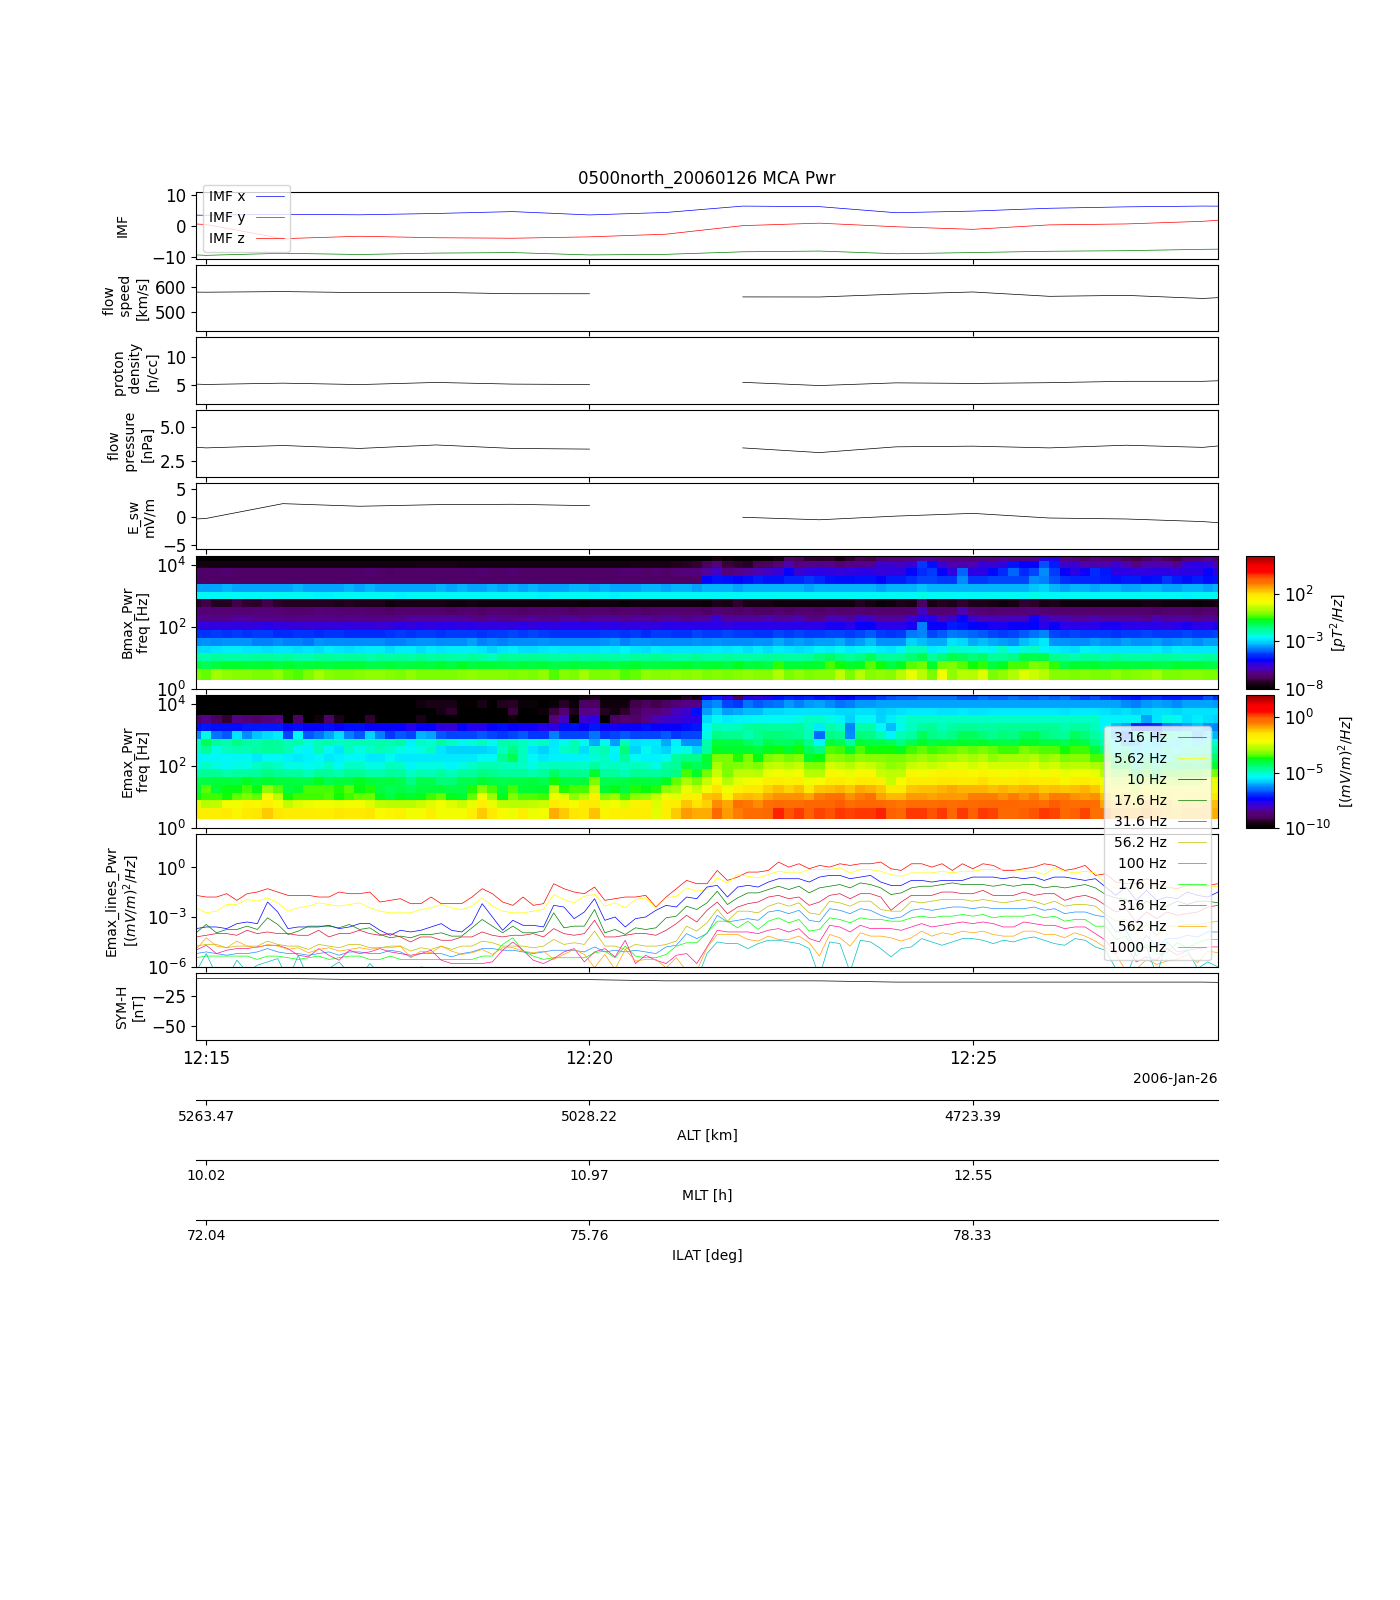 0500north_20060126 MCA Pwr
IMF
10
0
−10
IMF x
IMF y
IMF z
flow
speed
[km/s]
600
500
proton
density
[n/cc]
10
5
flow
pressure
[nPa]
5.0
2.5
E_sw
mV/m
5
0
−5
Bmax_Pwr
freq [Hz]
10^4
10^2
10^0
10^2
10^−3
10^−8
[pT^2/Hz]
Emax_Pwr
freq [Hz]
10^4
10^2
10^0
10^0
10^−5
10^−10
[(mV/m)^2/Hz]
3.16 Hz
5.62 Hz
10 Hz
17.6 Hz
31.6 Hz
56.2 Hz
100 Hz
176 Hz
316 Hz
562 Hz
1000 Hz
Emax_lines_Pwr
[(mV/m)^2/Hz]
10^0
10^−3
10^−6
SYM-H
[nT]
−25
−50
12:15 12:20 12:25
2006-Jan-26
5263.47 5028.22 4723.39
ALT [km]
10.02 10.97 12.55
MLT [h]
72.04 75.76 78.33
ILAT [deg]